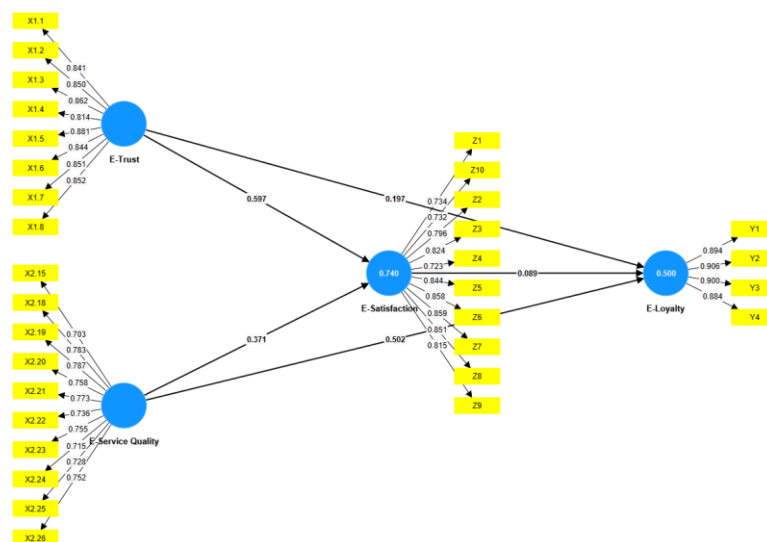 X1.1
X1.2
X1.3
X1.4
X1.5
X1.6
X1.7
X1.8
0.841
0.850
0.862
0.814
0.881
0.844
0.851
0.852
E-Trust
0.597
0.197
X2.15
X2.18
X2.19
X2.20
X2.21
X2.22
X2.23
X2.24
X2.25
X2.26
0.703
0.783
0.787
0.758
0.773
0.736
0.755
0.715
0.728
0.752
E-Service Quality
0.371
0.502
0.740
E-Satisfaction
0.734
0.732
0.796
0.824
0.723
0.844
0.858
0.859
0.851
0.815
Z1
Z10
Z2
Z3
Z4
Z5
Z6
Z7
Z8
Z9
0.089
0.500
E-Loyalty
0.894
0.906
0.900
0.884
Y1
Y2
Y3
Y4